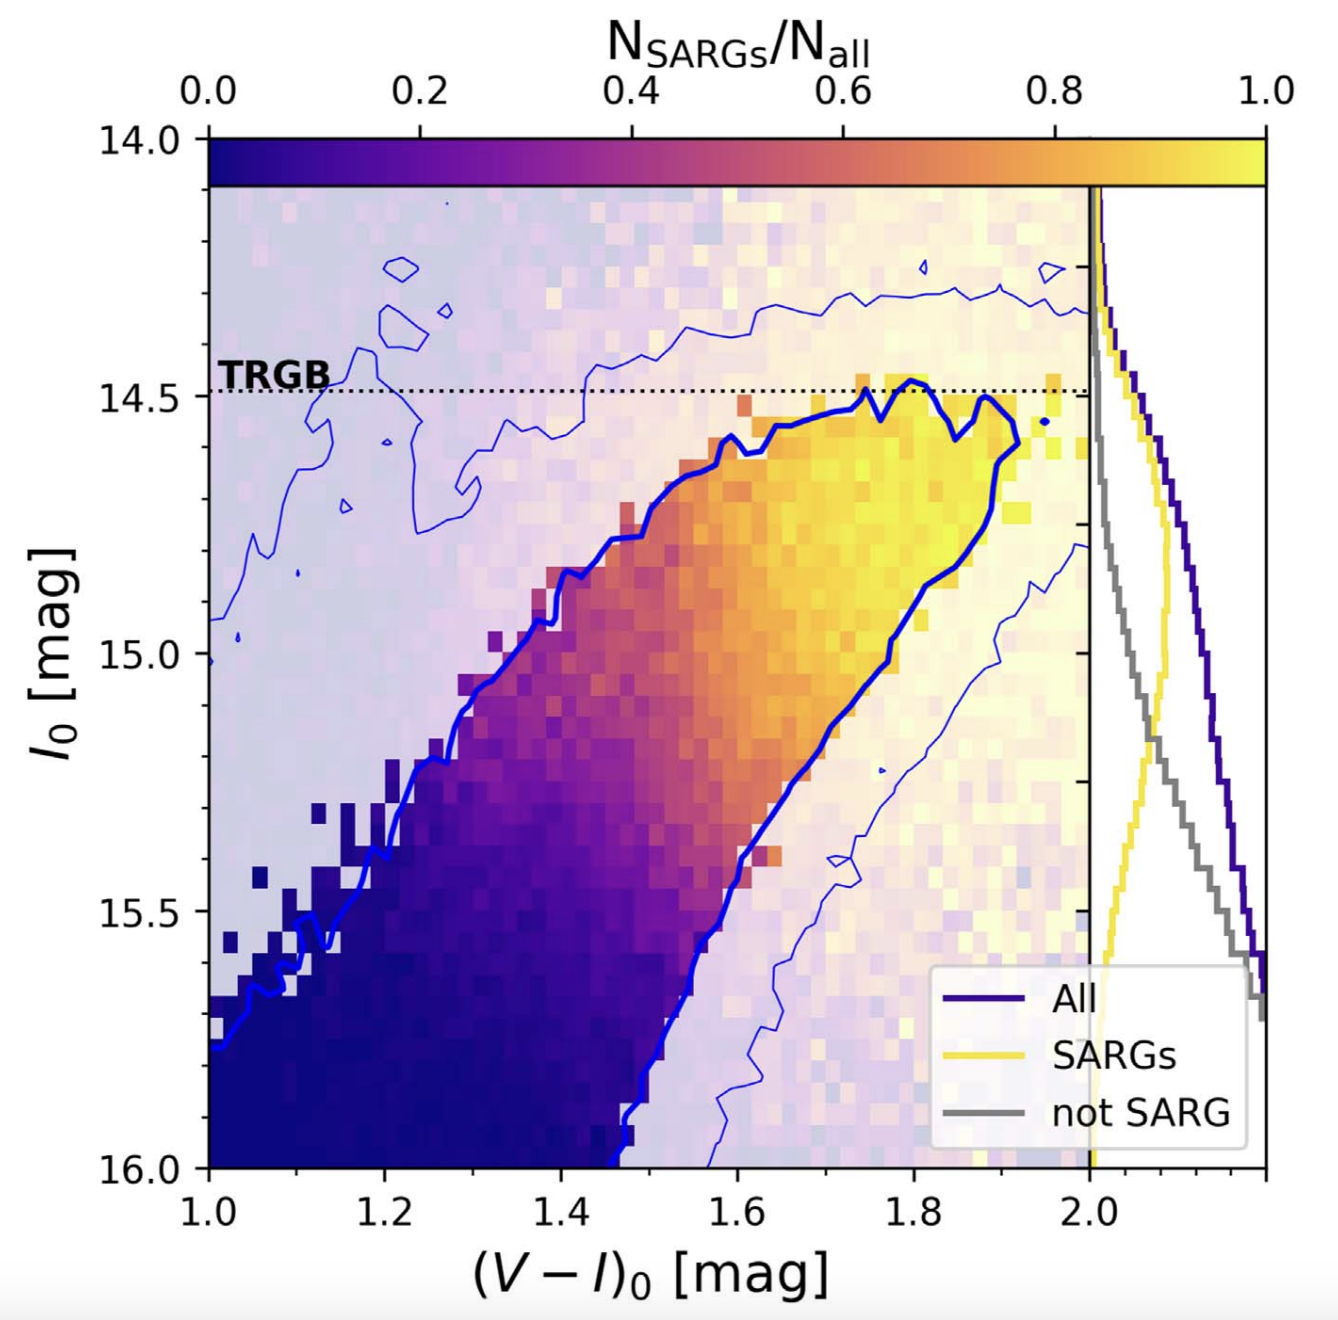 N_SARGs/N_all
0.0 0.2 0.4 0.6 0.8 1.0
14.0
TRGB
14.5
15.0
I_0 [mag]
15.5
All
SARGs
not SARG
16.0
1.0 1.2 1.4 1.6 1.8 2.0
(V − I)_0 [mag]